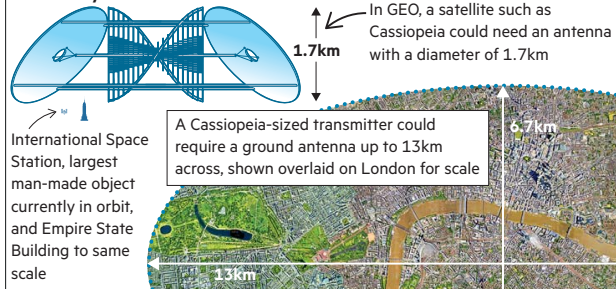 In GEO, a satellite such as
Cassiopeia could need an antenna
with a diameter of 1.7km
1.7km
International Space
Station, largest
man-made object
currently in orbit,
and Empire State
Building to same
scale
A Cassiopeia-sized transmitter could
require a ground antenna up to 13km
across, shown overlaid on London for scale
6.7km
13km